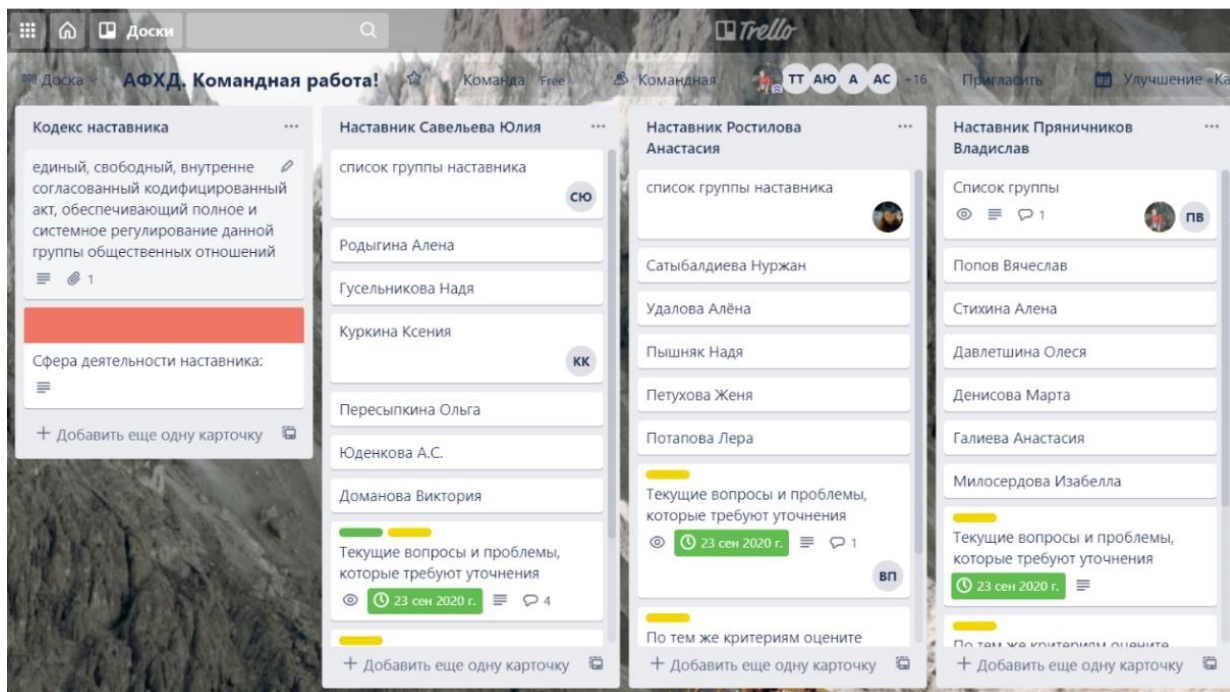 Доски
Trello
Доска
АФХД. Командная работа!
Команда Free
Командная
ТТ АЮ А АС +16
Пригласить
Улучшение «Ка
Кодекс наставника
единый, свободный, внутренне
согласованный кодифицированный
акт, обеспечивающий полное и
системное регулирование данной
группы общественных отношений
1
Сфера деятельности наставника:
+ Добавить еще одну карточку
Наставник Савельева Юлия
список группы наставника
СЮ
Родыгина Алена
Гусельникова Надя
Куркина Ксения
КК
Пересыпкина Ольга
Юденкова А.С.
Доманова Виктория
Текущие вопросы и проблемы,
которые требуют уточнения
23 сен 2020 г. 4
+ Добавить еще одну карточку
Наставник Ростилова
Анастасия
список группы наставника
Сатыбалдиева Нуржан
Удалова Алёна
Пышняк Надя
Петухова Женя
Потапова Лера
Текущие вопросы и проблемы,
которые требуют уточнения
23 сен 2020 г. 1
ВП
По тем же критериям оцените
+ Добавить еще одну карточку
Наставник Пряничников
Владислав
Список группы
1
ПВ
Попов Вячеслав
Стихина Алена
Давлетшина Олеся
Денисова Марта
Галиева Анастасия
Милосердова Изабелла
Текущие вопросы и проблемы,
которые требуют уточнения
23 сен 2020 г.
По тем же критериям оцените
+ Добавить еще одну карточку